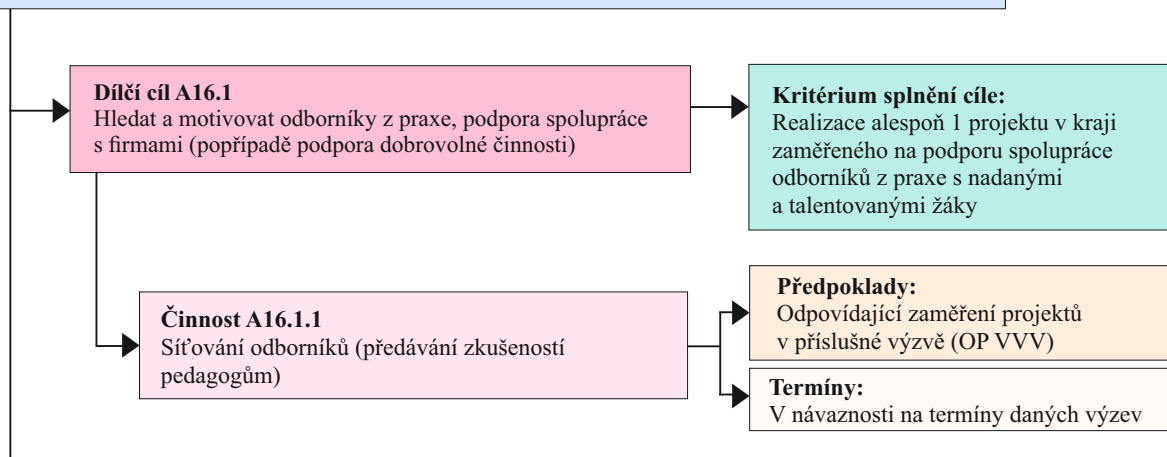 Dílčí cíl A16.1
Hledat a motivovat odborníky z praxe, podpora spolupráce
s firmami (popřípadě podpora dobrovolné činnosti)
Kritérium splnění cíle:
Realizace alespoň 1 projektu v kraji
zaměřeného na podporu spolupráce
odborníků z praxe s nadanými
a talentovanými žáky
Činnost A16.1.1
Síťování odborníků (předávání zkušeností
pedagogům)
Předpoklady:
Odpovídající zaměření projektů
v příslušné výzvě (OP VVV)
Termíny:
V návaznosti na termíny daných výzev